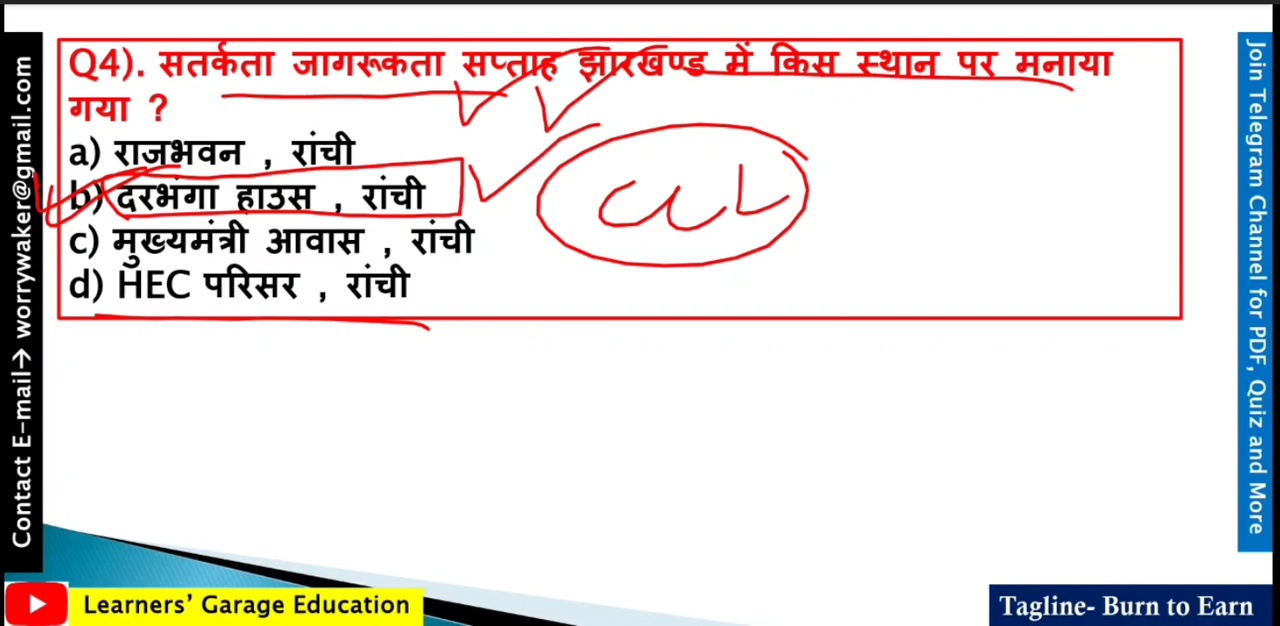 Q4). सतर्कता जागरूकता सप्ताह झारखण्ड में किस स्थान पर मनाया
गया ?
a) राजभवन , रांची
b) दरभंगा हाउस , रांची
c) मुख्यमंत्री आवास , रांची
d) HEC परिसर , रांची
Contact E-mail→ worrywaker@gmail.com
Join Telegram Channel for PDF, Quiz and More
Learners’ Garage Education
Tagline- Burn to Earn